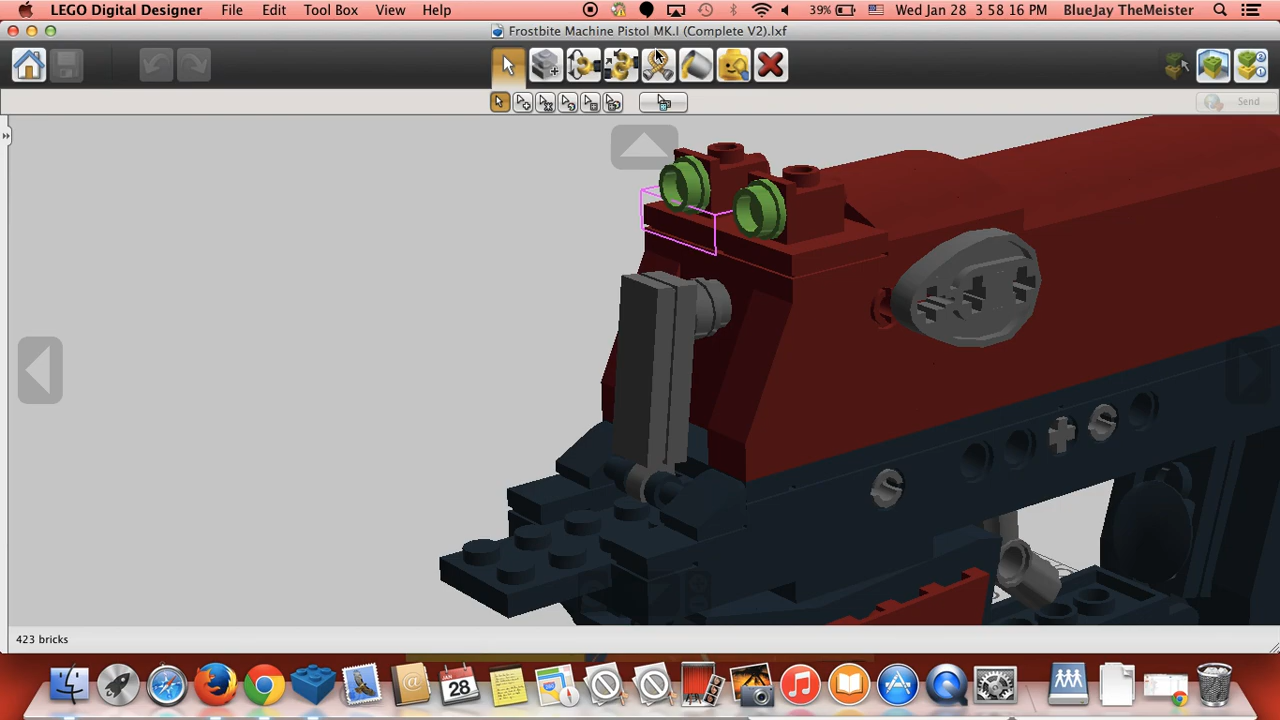 LEGO Digital Designer File Edit Tool Box View Help 39% Wed Jan 28 3 58 16 PM BlueJay TheMeister
Frostbite Machine Pistol MK.I (Complete V2).lxf
Send
423 bricks
28